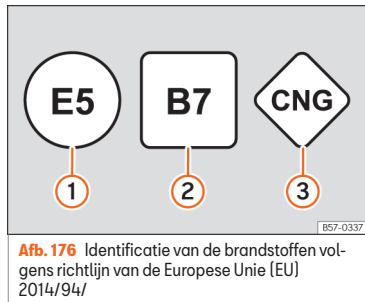 E5 B7 CNG
1 2 3
B57-0337
Afb. 176 Identificatie van de brandstoffen vol-
gens richtlijn van de Europese Unie (EU)
2014/94/